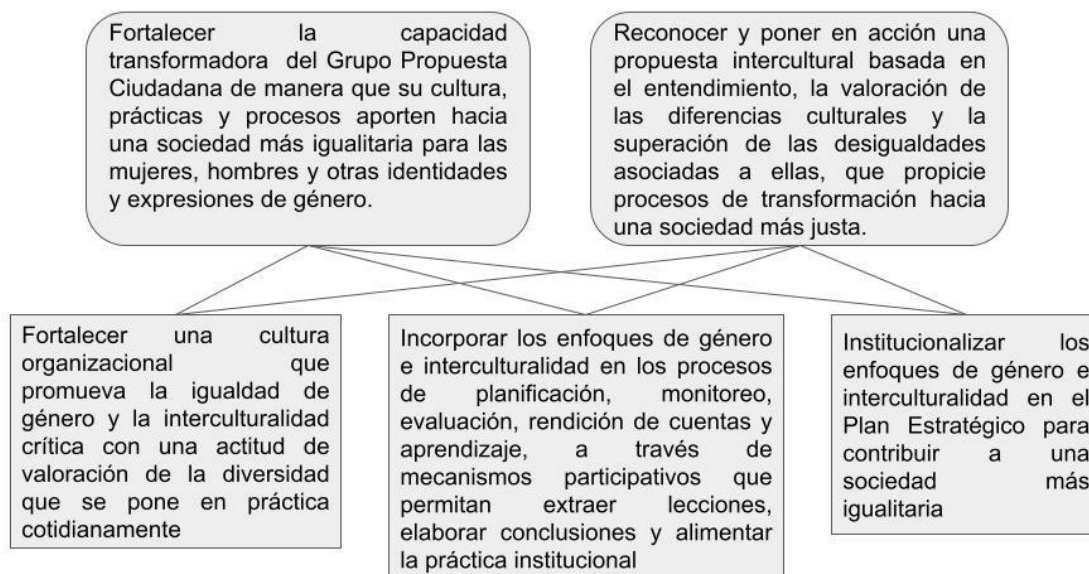 Fortalecer la capacidad
transformadora del Grupo Propuesta
Ciudadana de manera que su cultura,
prácticas y procesos aporten hacia
una sociedad más igualitaria para las
mujeres, hombres y otras identidades
y expresiones de género.
Reconocer y poner en acción una
propuesta intercultural basada en
el entendimiento, la valoración de
las diferencias culturales y la
superación de las desigualdades
asociadas a ellas, que propicie
procesos de transformación hacia
una sociedad más justa.
Fortalecer una cultura
organizacional que
promueva la igualdad de
género y la interculturalidad
crítica con una actitud de
valoración de la diversidad
que se pone en práctica
cotidianamente
Incorporar los enfoques de género
e interculturalidad en los procesos
de planificación, monitoreo,
evaluación, rendición de cuentas y
aprendizaje, a través de
mecanismos participativos que
permitan extraer lecciones,
elaborar conclusiones y alimentar
la práctica institucional
Institucionalizar los
enfoques de género e
interculturalidad en el
Plan Estratégico para
contribuir a una
sociedad más
igualitaria